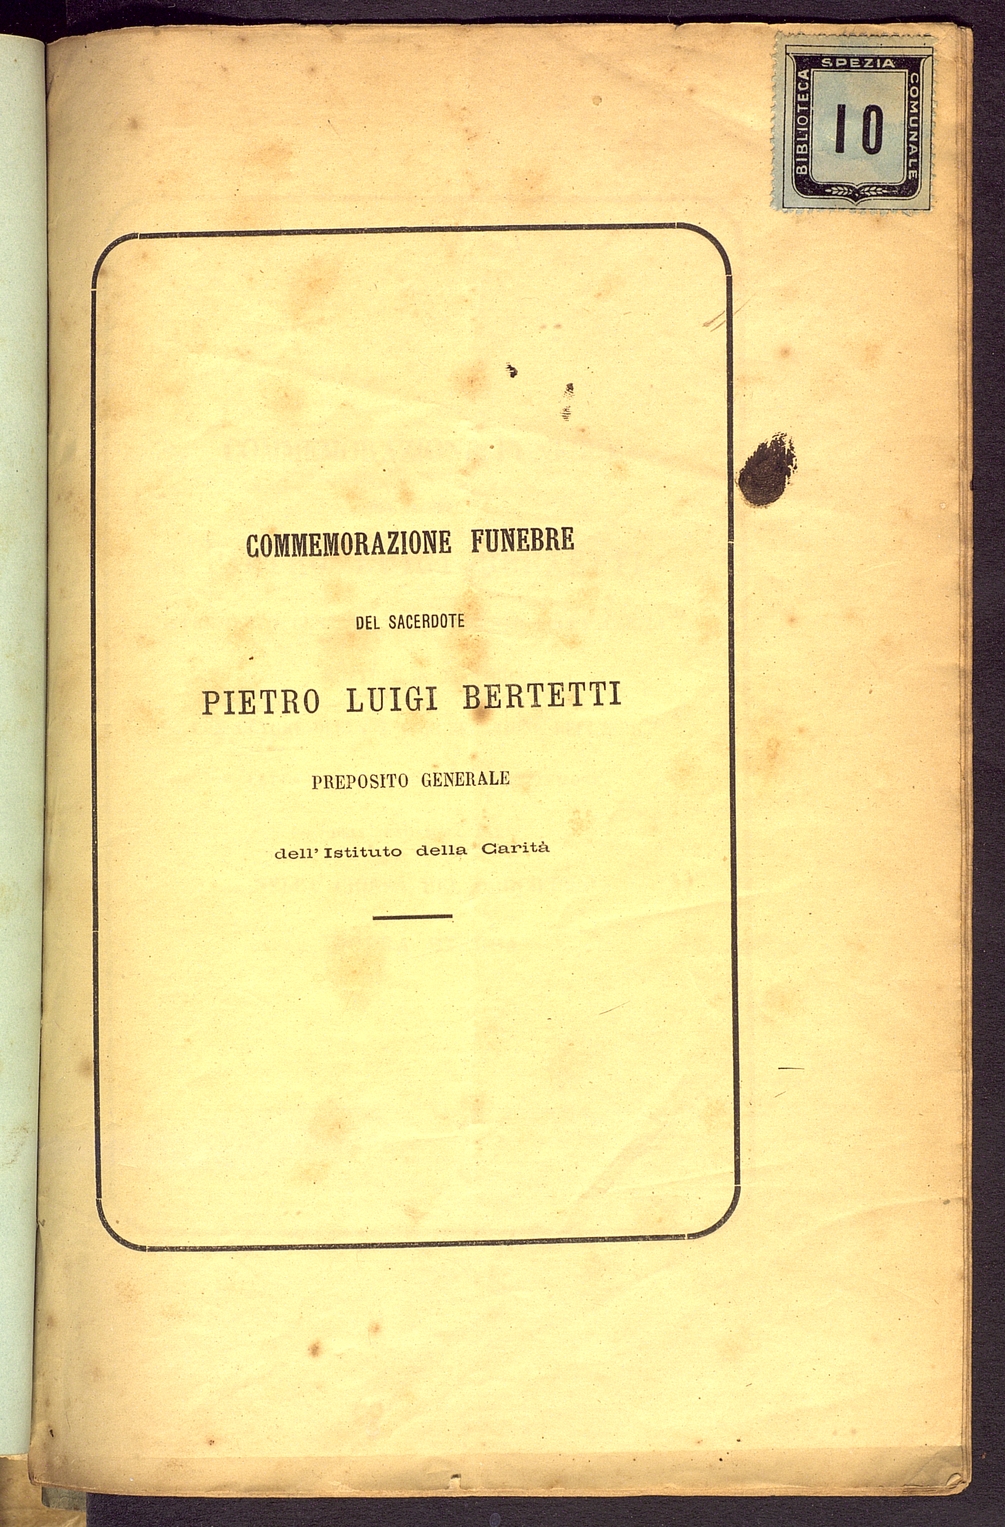 BIBLIOTECA SPEZIA COMUNALE
10
COMMEMORAZIONE FUNEBRE
DEL SACERDOTE
PIETRO LUIGI BERTETTI
PREPOSITO GENERALE
dell' Istituto della Carità